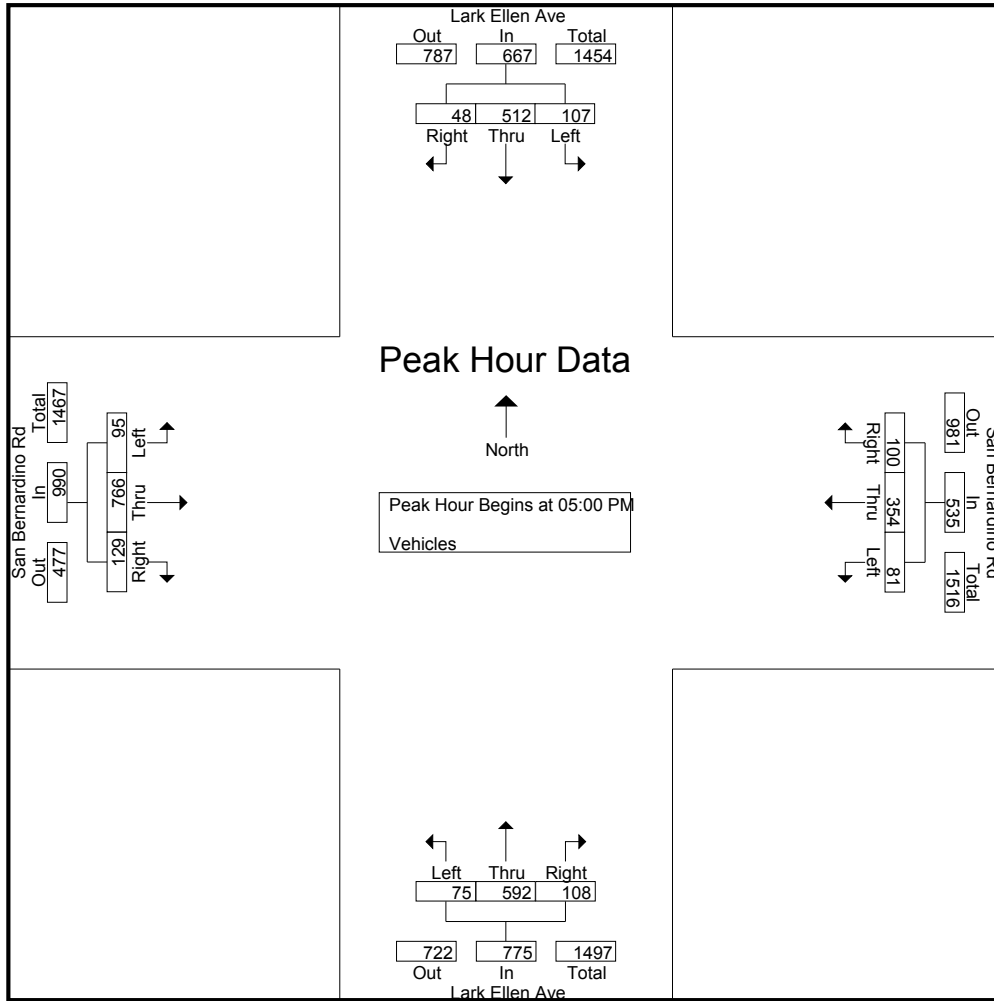 Lark Ellen Ave
Out In Total
787 667 1454
48 512 107
Right Thru Left
Peak Hour Data
North
Peak Hour Begins at 05:00 PM
Vehicles
San Bernardino Rd
Total In Out
1467 990 477
95 766 129
Left Thru Right
San Bernardino Rd
Out In Total
981 535 1516
100 354 81
Right Thru Left
Left Thru Right
75 592 108
722 775 1497
Out In Total
Lark Ellen Ave